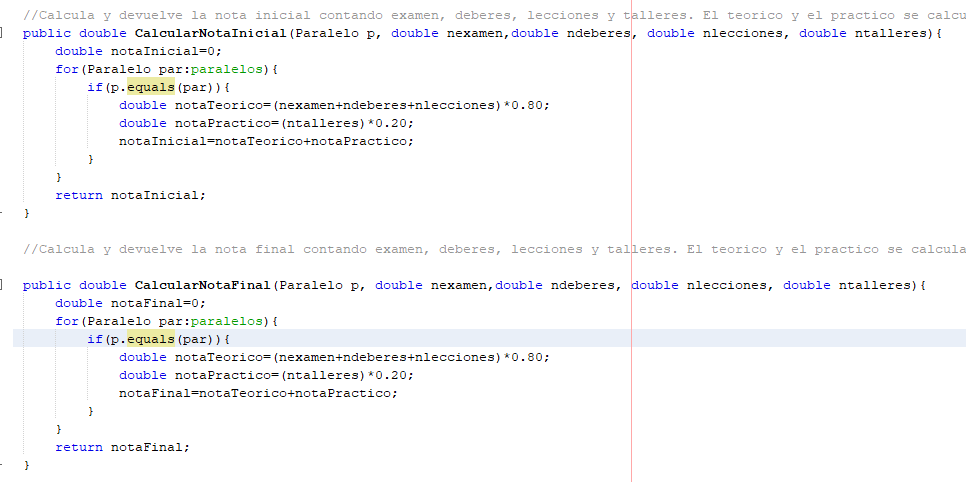 //Calcula y devuelve la nota inicial contando examen, deberes, lecciones y talleres. El teorico y el practico se calcu
public double CalcularNotaInicial(Paralelo p, double nexamen,double ndeberes, double nlecciones, double ntalleres){
double notaInicial=0;
for(Paralelo par:paralelos){
if(p.equals(par)){
double notaTeorico=(nexamen+ndeberes+nlecciones)*0.80;
double notaPractico=(ntalleres)*0.20;
notaInicial=notaTeorico+notaPractico;
}
}
return notaInicial;
}
//Calcula y devuelve la nota final contando examen, deberes, lecciones y talleres. El teorico y el practico se calcula
public double CalcularNotaFinal(Paralelo p, double nexamen,double ndeberes, double nlecciones, double ntalleres){
double notaFinal=0;
for(Paralelo par:paralelos){
if(p.equals(par)){
double notaTeorico=(nexamen+ndeberes+nlecciones)*0.80;
double notaPractico=(ntalleres)*0.20;
notaFinal=notaTeorico+notaPractico;
}
}
return notaFinal;
}